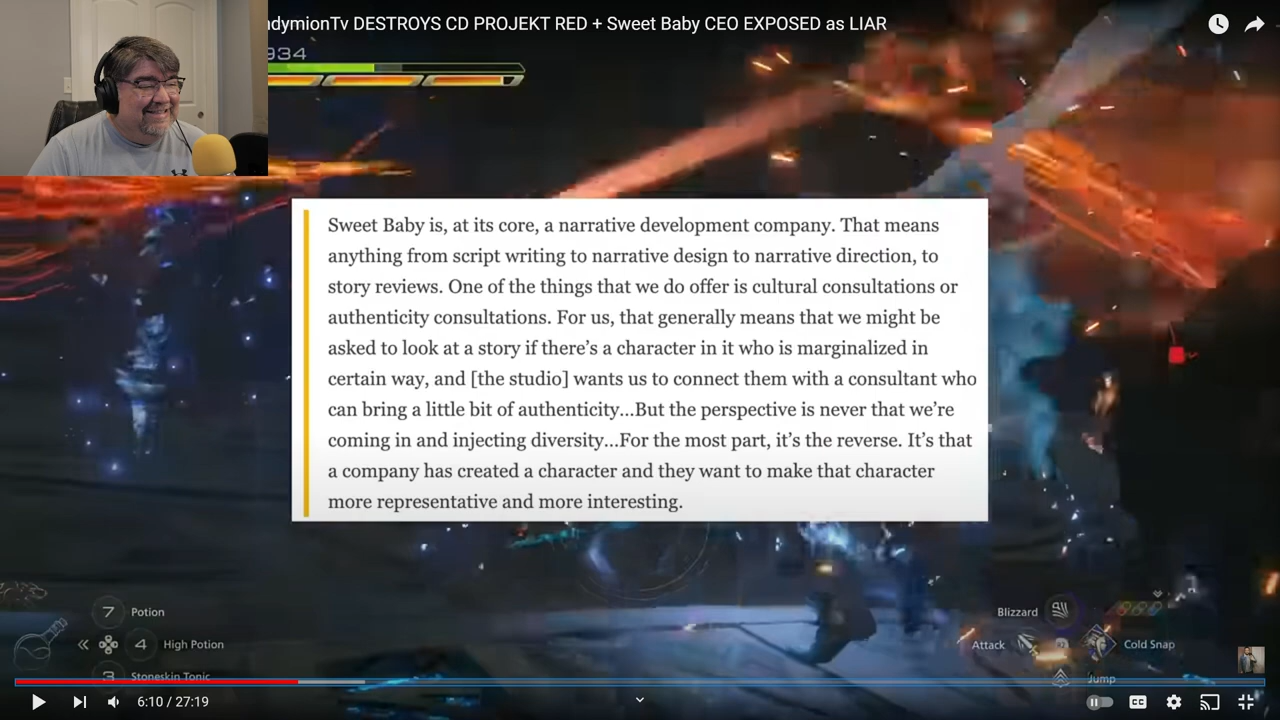 ndymionTv DESTROYS CD PROJEKT RED + Sweet Baby CEO EXPOSED as LIAR
934
Sweet Baby is, at its core, a narrative development company. That means
anything from script writing to narrative design to narrative direction, to
story reviews. One of the things that we do offer is cultural consultations or
authenticity consultations. For us, that generally means that we might be
asked to look at a story if there's a character in it who is marginalized in
certain way, and [the studio] wants us to connect them with a consultant who
can bring a little bit of authenticity...But the perspective is never that we're
coming in and injecting diversity...For the most part, it's the reverse. It's that
a company has created a character and they want to make that character
more representative and more interesting.
7 Potion
4 High Potion
3 Stoneskin Tonic
Blizzard
Attack
Cold Snap
Jump
6:10 / 27:19
CC